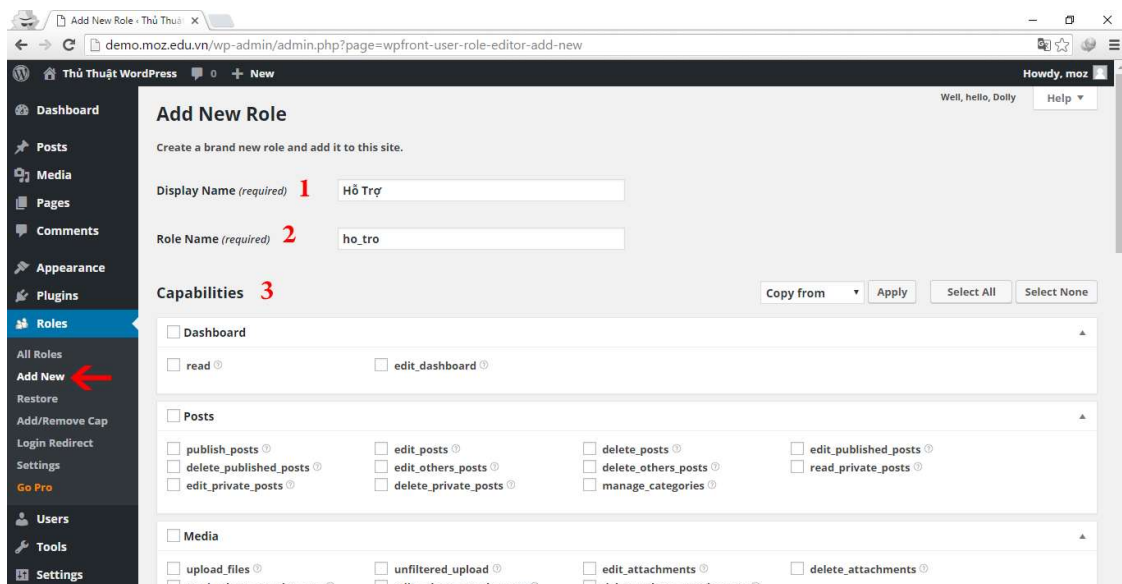 Add New Role ‹ Thủ Thuậ
demo.moz.edu.vn/wp-admin/admin.php?page=wpfront-user-role-editor-add-new
Thủ Thuật WordPress 0 + New Howdy, moz
Well, hello, Dolly Help
Dashboard
Posts
Media
Pages
Comments
Appearance
Plugins
Roles
All Roles
Add New
Restore
Add/Remove Cap
Login Redirect
Settings
Go Pro
Users
Tools
Settings
Add New Role
Create a brand new role and add it to this site.
Display Name (required) 1 Hỗ Trợ
Role Name (required) 2 ho_tro
Capabilities 3 Copy from Apply Select All Select None
Dashboard
read edit_dashboard
Posts
publish_posts edit_posts delete_posts edit_published_posts
delete_published_posts edit_others_posts delete_others_posts read_private_posts
edit_private_posts delete_private_posts manage_categories
Media
upload_files unfiltered_upload edit_attachments delete_attachments